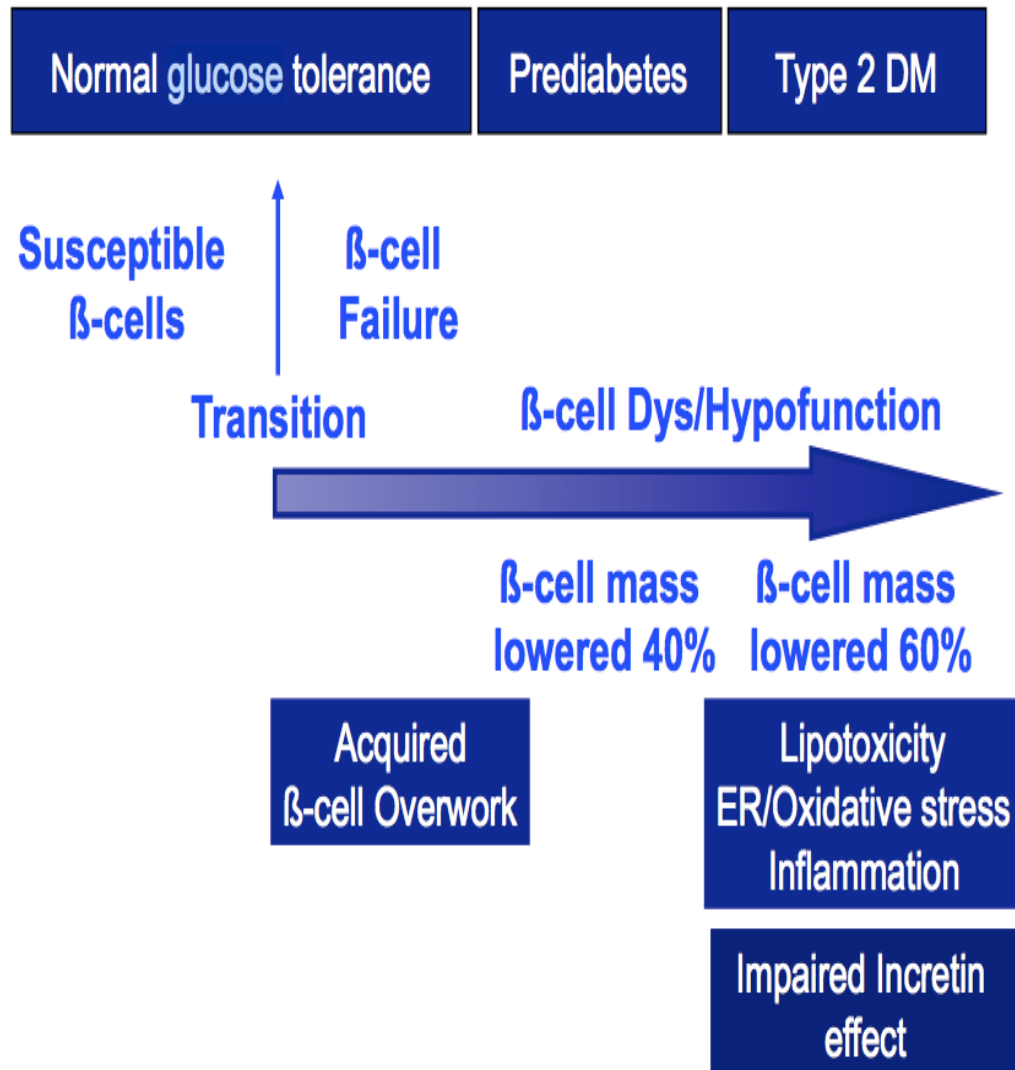 Normal glucose tolerance
Prediabetes
Type 2 DM
Susceptible
ß-cells
ß-cell
Failure
Transition
ß-cell Dys/Hypofunction
ß-cell mass
lowered 40%
ß-cell mass
lowered 60%
Acquired
ß-cell Overwork
Lipotoxicity
ER/Oxidative stress
Inflammation
Impaired Incretin
effect